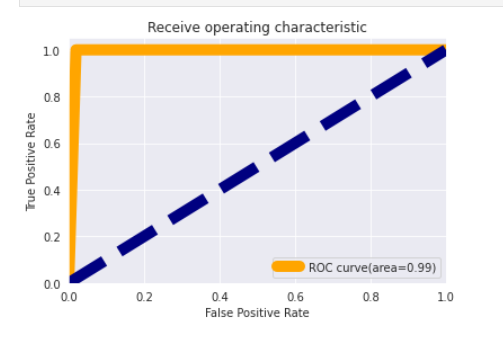 Receive operating characteristic
True Positive Rate
1.0
0.8
0.6
0.4
0.2
0.0
ROC curve(area=0.99)
0.0 0.2 0.4 0.6 0.8 1.0
False Positive Rate